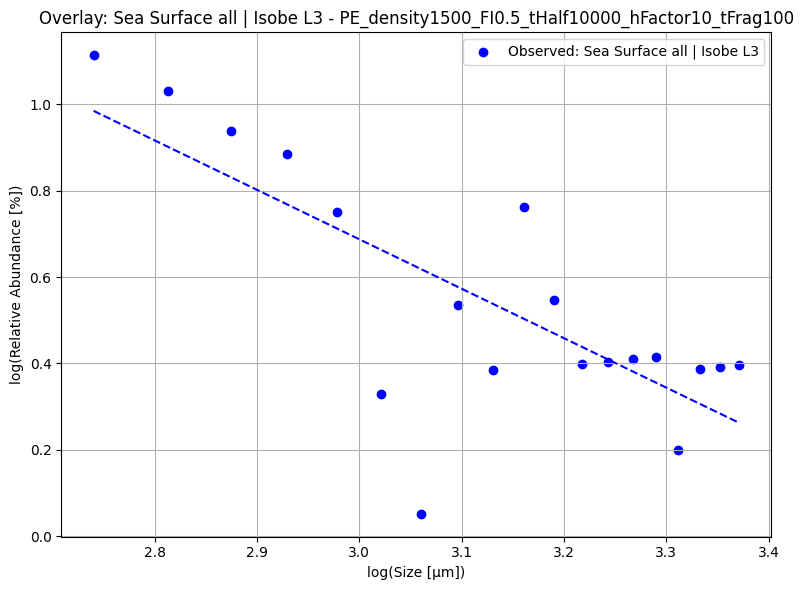 Overlay: Sea Surface all | Isobe L3 - PE_density1500_FI0.5_tHalf10000_hFactor10_tFrag100
Observed: Sea Surface all | Isobe L3
log(Relative Abundance [%])
1.0
0.8
0.6
0.4
0.2
0.0
2.8 2.9 3.0 3.1 3.2 3.3 3.4
log(Size [µm])